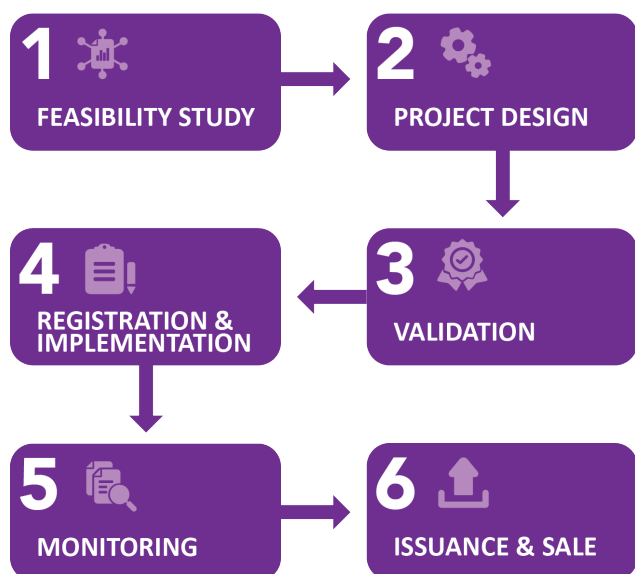 1
FEASIBILITY STUDY
2
PROJECT DESIGN
3
VALIDATION
4
REGISTRATION &
IMPLEMENTATION
5
MONITORING
6
ISSUANCE & SALE